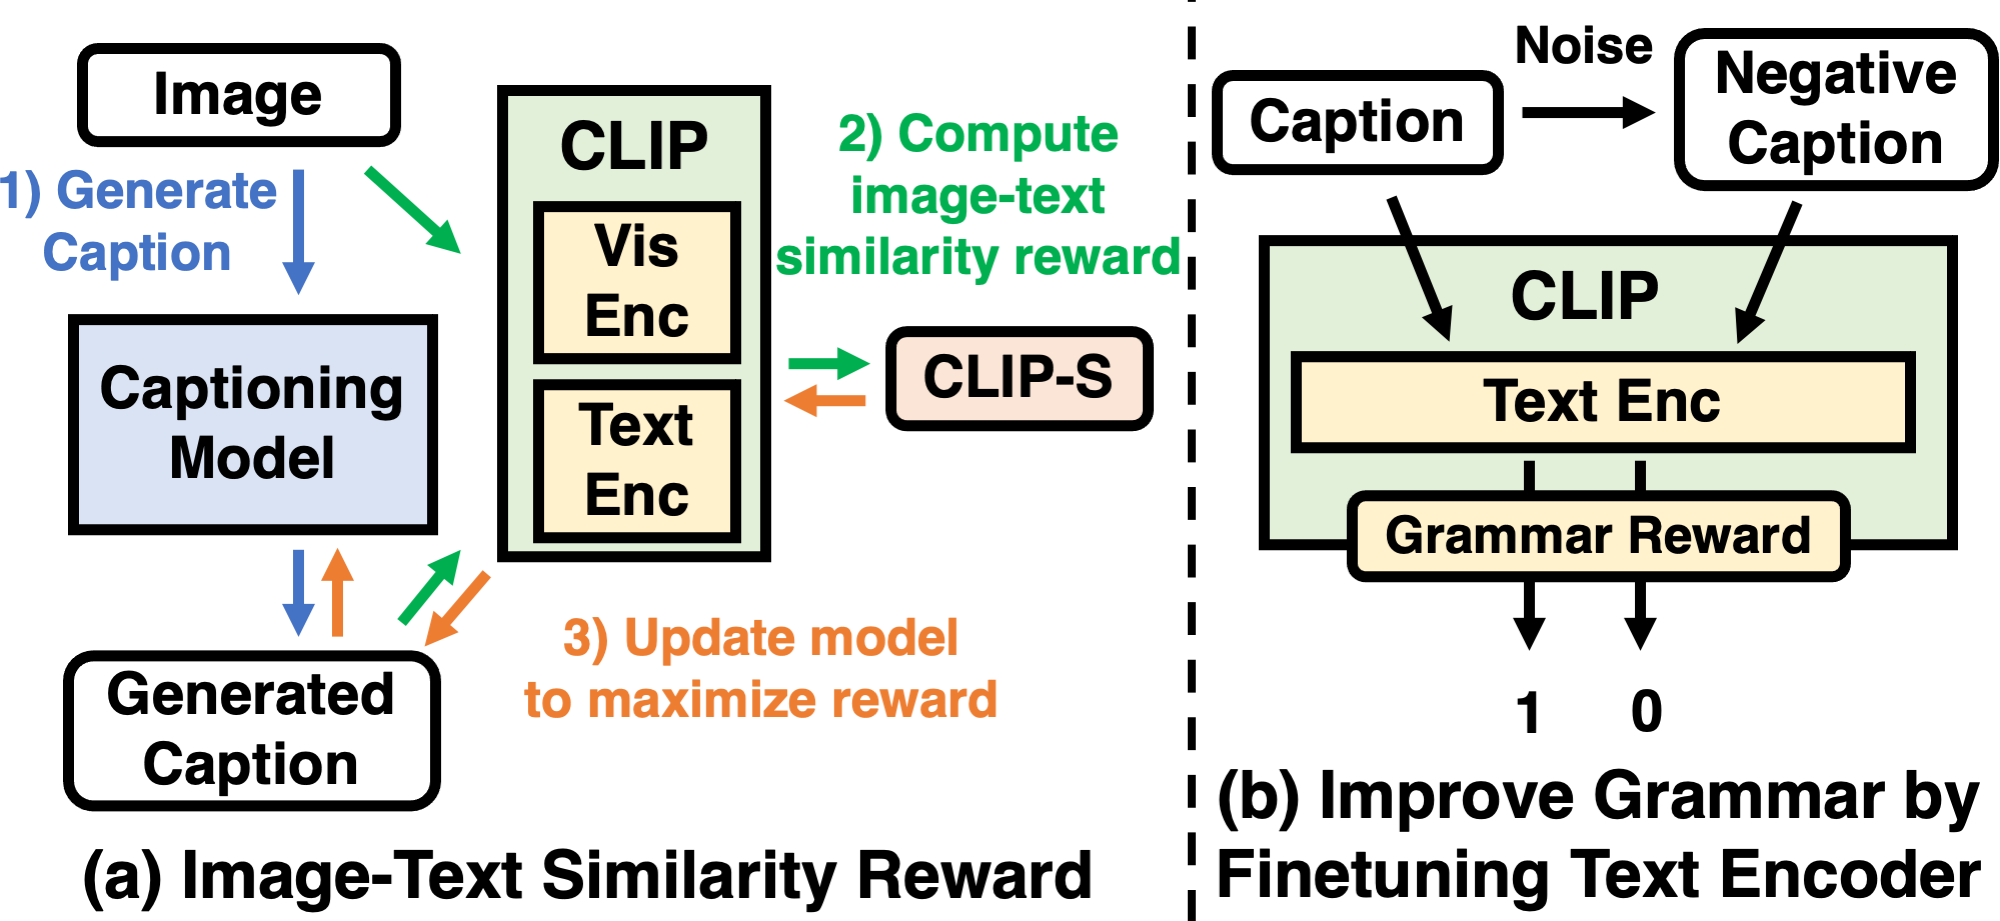 Image
1) Generate
Caption
Captioning
Model
Generated
Caption
CLIP
Vis
Enc
Text
Enc
2) Compute
image-text
similarity reward
CLIP-S
3) Update model
to maximize reward
(a) Image-Text Similarity Reward
Caption
Noise
Negative
Caption
CLIP
Text Enc
Grammar Reward
1 0
(b) Improve Grammar by
Finetuning Text Encoder